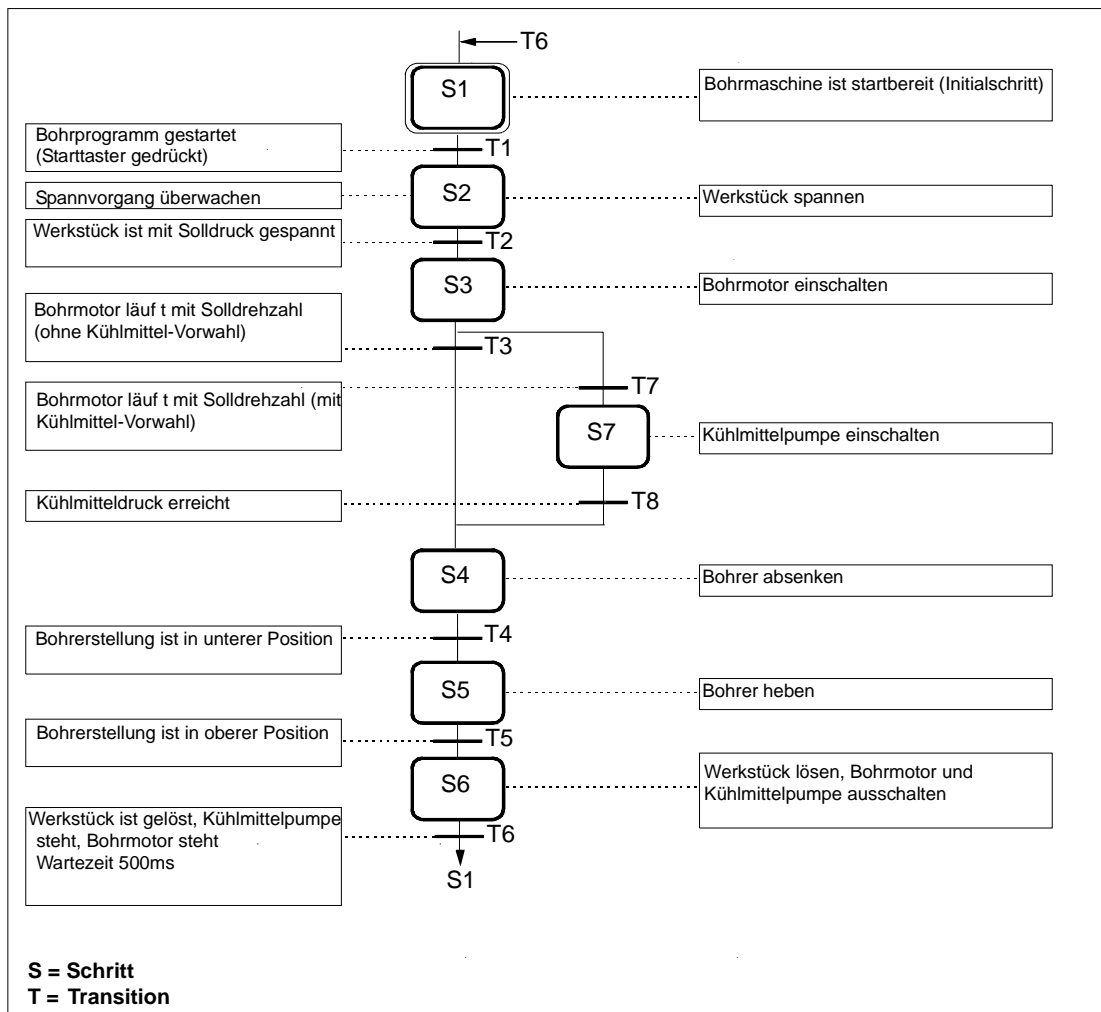 T6
S1
Bohrmaschine ist startbereit (Initialschritt)
Bohrprogramm gestartet
(Starttaster gedrückt)
T1
Spannvorgang überwachen
S2
Werkstück spannen
Werkstück ist mit Solldruck gespannt
T2
S3
Bohrmotor einschalten
Bohrmotor läuf t mit Solldrehzahl
(ohne Kühlmittel-Vorwahl)
T3
Bohrmotor läuf t mit Solldrehzahl (mit
Kühlmittel-Vorwahl)
T7
S7
Kühlmittelpumpe einschalten
Kühlmitteldruck erreicht
T8
S4
Bohrer absenken
Bohrerstellung ist in unterer Position
T4
S5
Bohrer heben
Bohrerstellung ist in oberer Position
T5
S6
Werkstück lösen, Bohrmotor und
Kühlmittelpumpe ausschalten
Werkstück ist gelöst, Kühlmittelpumpe
steht, Bohrmotor steht
Wartezeit 500ms
T6
S1
S = Schritt
T = Transition